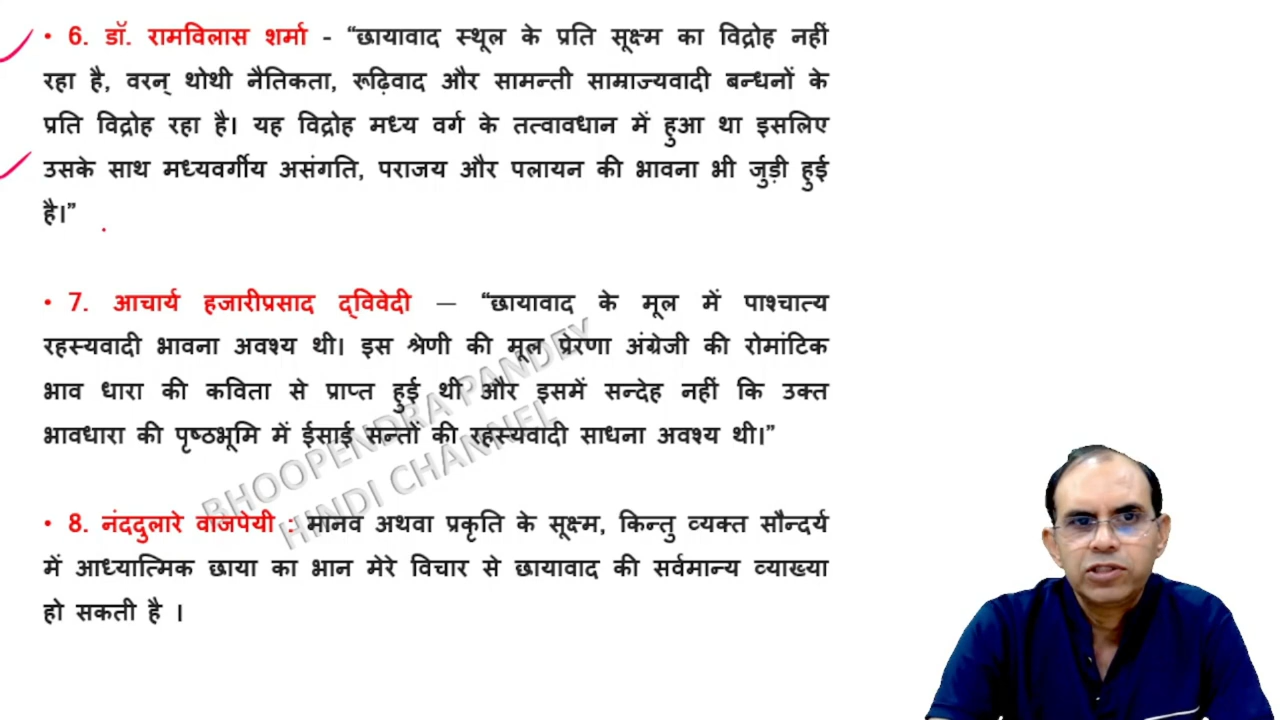 • 6. डॉ. रामविलास शर्मा - “छायावाद स्थूल के प्रति सूक्ष्म का विद्रोह नहीं
रहा है, वरन् थोथी नैतिकता, रूढ़िवाद और सामन्ती साम्राज्यवादी बन्धनों के
प्रति विद्रोह रहा है। यह विद्रोह मध्य वर्ग के तत्वावधान में हुआ था इसलिए
उसके साथ मध्यवर्गीय असंगति, पराजय और पलायन की भावना भी जुड़ी हुई
है।”
• 7. आचार्य हजारीप्रसाद द्विवेदी — “छायावाद के मूल में पाश्चात्य
रहस्यवादी भावना अवश्य थी। इस श्रेणी की मूल प्रेरणा अंग्रेजी की रोमांटिक
भाव धारा की कविता से प्राप्त हुई थी और इसमें सन्देह नहीं कि उक्त
भावधारा की पृष्ठभूमि में ईसाई सन्तों की रहस्यवादी साधना अवश्य थी।”
• 8. नंददुलारे वाजपेयी : मानव अथवा प्रकृति के सूक्ष्म, किन्तु व्यक्त सौन्दर्य
में आध्यात्मिक छाया का भान मेरे विचार से छायावाद की सर्वमान्य व्याख्या
हो सकती है ।
BHOOPENDRA PANDEY
HINDI CHANNEL